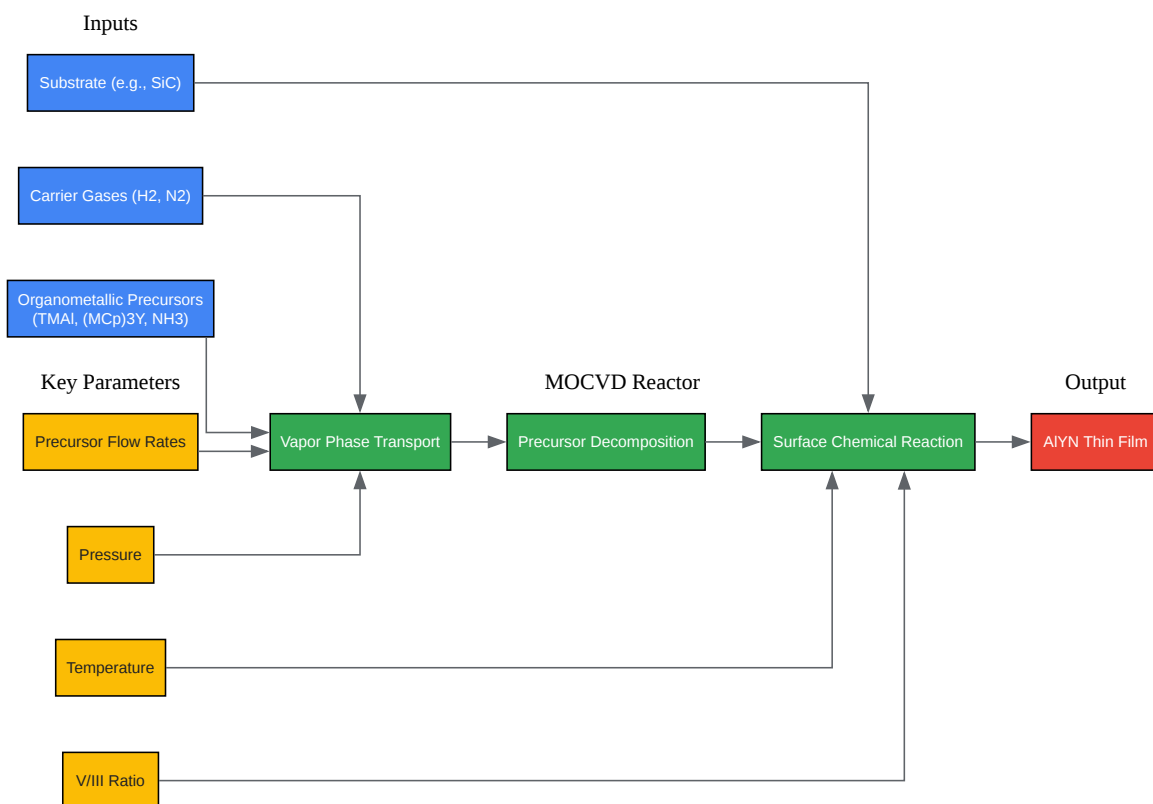 Inputs
Substrate (e.g., SiC)
Carrier Gases (H2, N2)
Organometallic Precursors
(TMAl, (MCp)3Y, NH3)
Key Parameters
MOCVD Reactor
Output
Precursor Flow Rates
Vapor Phase Transport
Precursor Decomposition
Surface Chemical Reaction
AlYN Thin Film
Pressure
Temperature
V/III Ratio